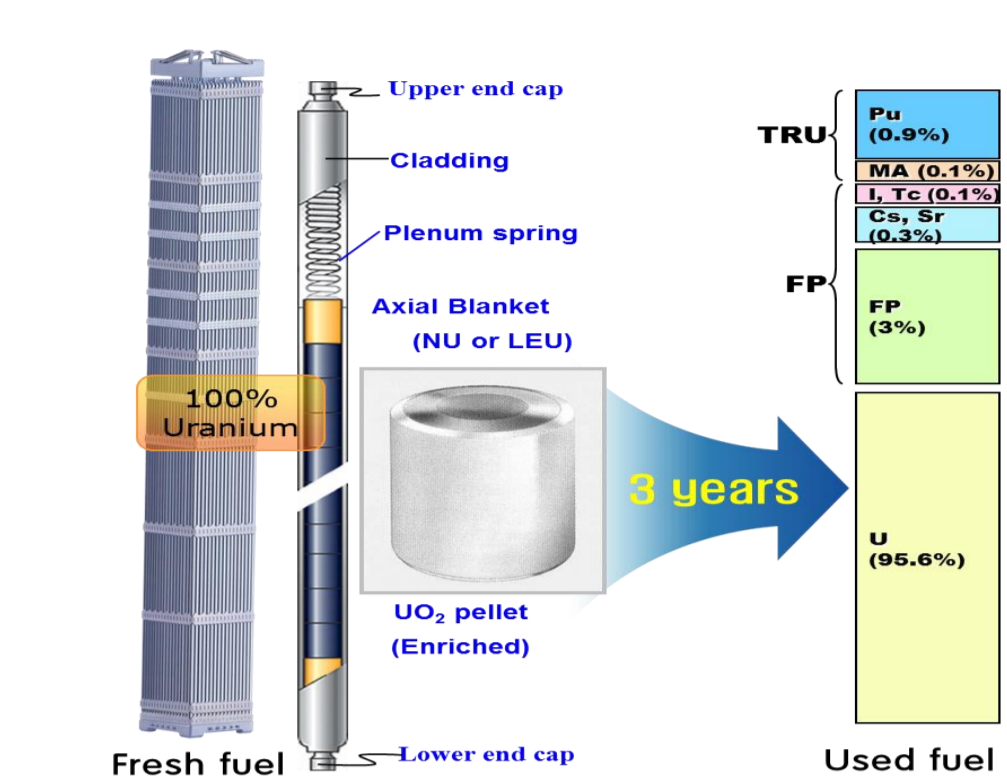 Upper end cap
Cladding
Plenum spring
Axial Blanket
(NU or LEU)
100%
Uranium
UO₂ pellet
(Enriched)
Lower end cap
Fresh fuel
3 years
TRU
Pu
(0.9%)
MA (0.1%)
I, Tc (0.1%)
Cs, Sr
(0.3%)
FP
FP
(3%)
U
(95.6%)
Used fuel